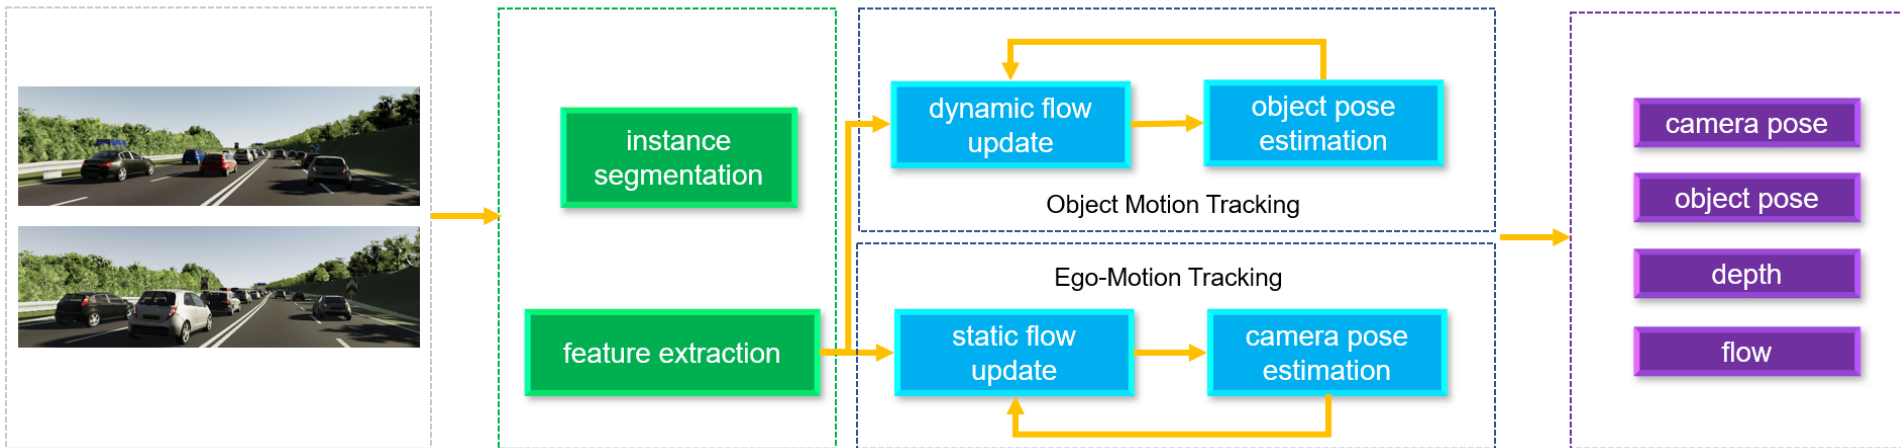 instance
segmentation
feature extraction
dynamic flow
update
object pose
estimation
Object Motion Tracking
Ego-Motion Tracking
static flow
update
camera pose
estimation
camera pose
object pose
depth
flow